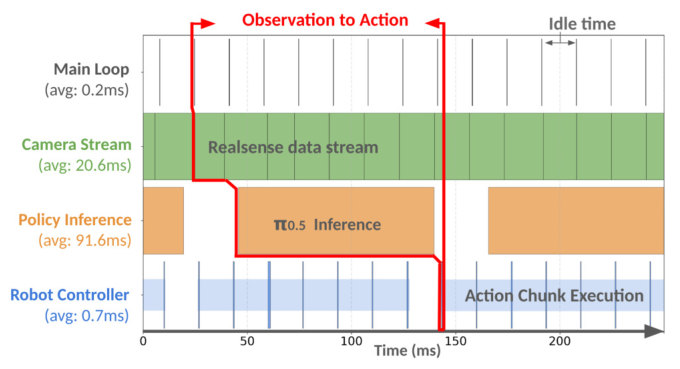 Observation to Action
Idle time
Main Loop
(avg: 0.2ms)
Camera Stream
(avg: 20.6ms)
Realsense data stream
Policy Inference
(avg: 91.6ms)
π0.5 Inference
Robot Controller
(avg: 0.7ms)
Action Chunk Execution
0 50 100 150 200
Time (ms)